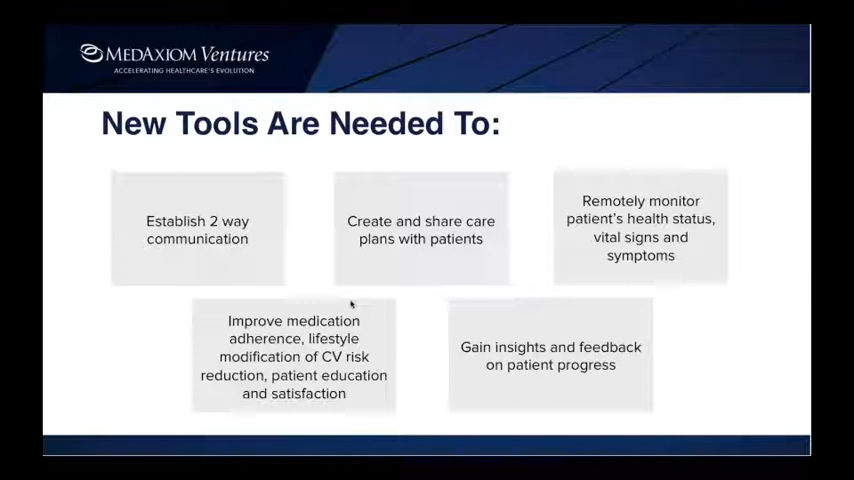 MEDAXIOM Ventures
ACCELERATING HEALTHCARE'S EVOLUTION
New Tools Are Needed To:
Establish 2 way
communication
Create and share care
plans with patients
Remotely monitor
patient's health status,
vital signs and
symptoms
Improve medication
adherence, lifestyle
modification of CV risk
reduction, patient education
and satisfaction
Gain insights and feedback
on patient progress